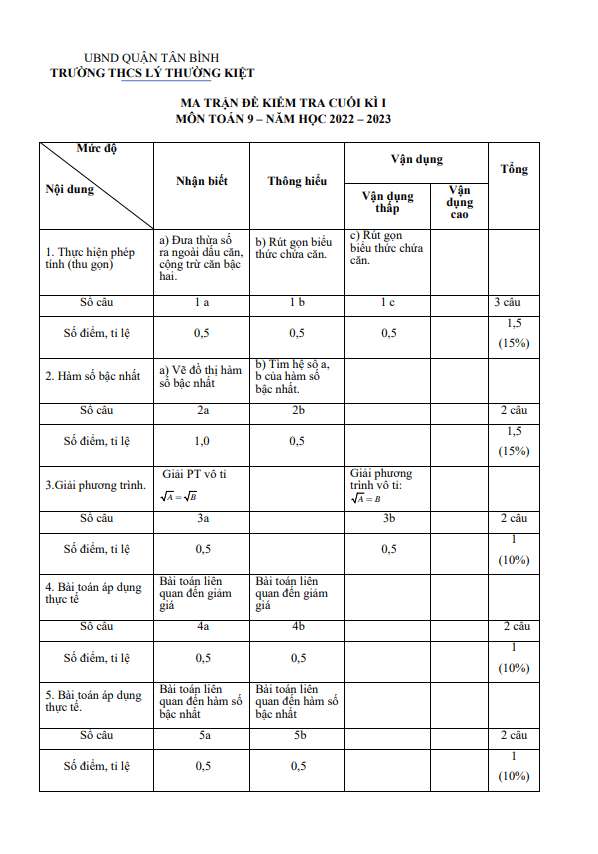 UBND QUẬN TÂN BÌNH
TRƯỜNG THCS LÝ THƯỜNG KIỆT
MA TRẬN ĐỀ KIỂM TRA CUỐI KÌ I
MÔN TOÁN 9 – NĂM HỌC 2022 – 2023
Mức độ
Nội dung
Nhận biết
Thông hiểu
Vận dụng
Tổng
Vận dụng
thấp
Vận
dụng
cao
1. Thực hiện phép
tính (thu gọn)
a) Đưa thừa số
ra ngoài dấu căn,
cộng trừ căn bậc
hai.
b) Rút gọn biểu
thức chứa căn.
c) Rút gọn
biểu thức chứa
căn.
Số câu 1 a 1 b 1 c 3 câu
Số điểm, tỉ lệ 0,5 0,5 0,5 1,5
(15%)
2. Hàm số bậc nhất
a) Vẽ đồ thị hàm
số bậc nhất
b) Tìm hệ số a,
b của hàm số
bậc nhất.
Số câu 2a 2b 2 câu
Số điểm, tỉ lệ 1,0 0,5 1,5
(15%)
3.Giải phương trình.
Giải PT vô tỉ
√A = √B
Giải phương
trình vô tỉ:
√A = B
Số câu 3a 3b 2 câu
Số điểm, tỉ lệ 0,5 0,5 1
(10%)
4. Bài toán áp dụng
thực tế
Bài toán liên
quan đến giảm
giá
Bài toán liên
quan đến giảm
giá
Số câu 4a 4b 2 câu
Số điểm, tỉ lệ 0,5 0,5 1
(10%)
5. Bài toán áp dụng
thực tế.
Bài toán liên
quan đến hàm số
bậc nhất
Bài toán liên
quan đến hàm số
bậc nhất
Số câu 5a 5b 2 câu
Số điểm, tỉ lệ 0,5 0,5 1
(10%)